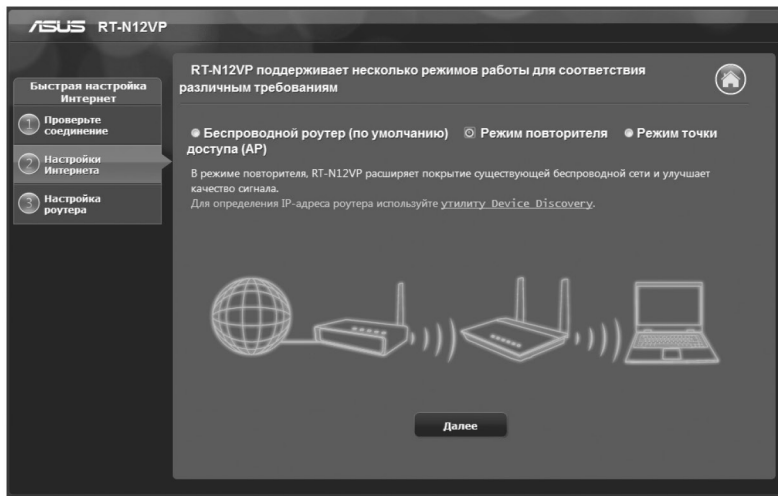 ASUS RT-N12VP
Быстрая настройка
Интернет
1 Проверьте
соединение
2 Настройки
Интернета
3 Настройка
роутера
RT-N12VP поддерживает несколько режимов работы для соответствия
различным требованиям
Беспроводной роутер (по умолчанию) Режим повторителя Режим точки
доступа (AP)
В режиме повторителя, RT-N12VP расширяет покрытие существующей беспроводной сети и улучшает
качество сигнала.
Для определения IP-адреса роутера используйте утилиту Device Discovery.
Далее